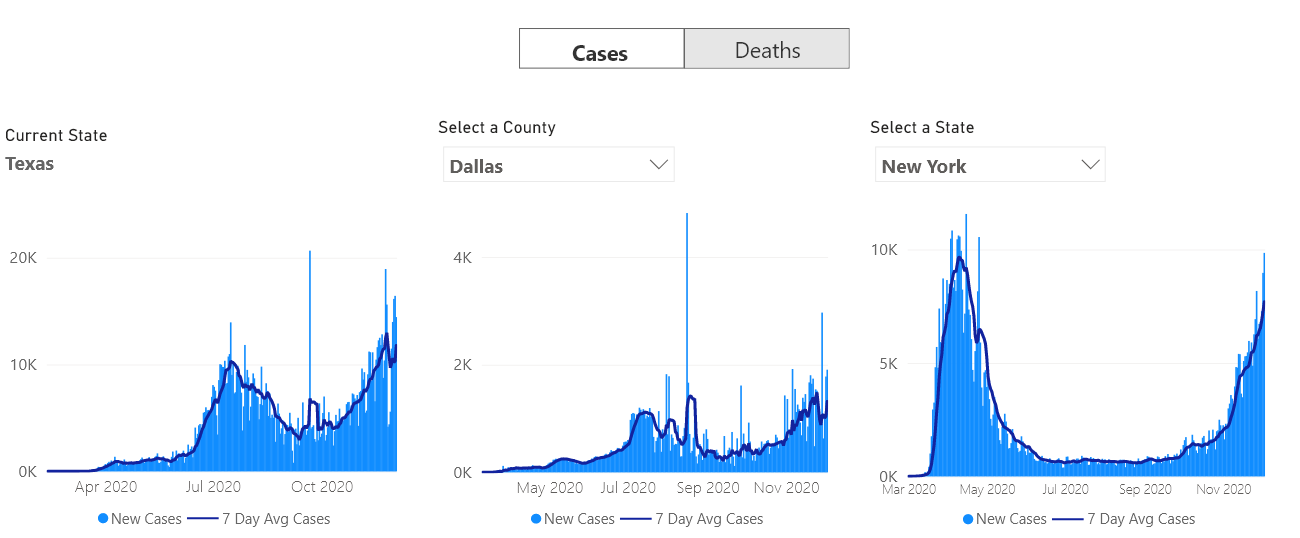 Cases
Deaths
Current State
Texas
20K
10K
0K
Apr 2020
Jul 2020
Oct 2020
New Cases
7 Day Avg Cases
Select a County
Dallas
4K
2K
0K
May 2020
Jul 2020
Sep 2020
Nov 2020
New Cases
7 Day Avg Cases
Select a State
New York
10K
5K
0K
Mar 2020
May 2020
Jul 2020
Sep 2020
Nov 2020
New Cases
7 Day Avg Cases